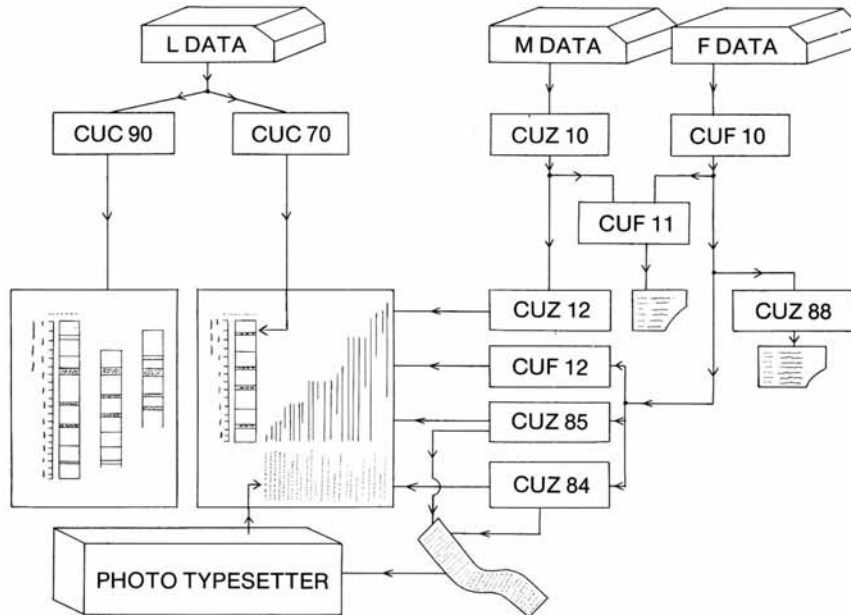 L DATA
M DATA
F DATA
CUC 90
CUC 70
CUZ 10
CUF 10
CUF 11
CUZ 12
CUZ 88
CUF 12
CUZ 85
CUZ 84
PHOTO TYPESETTER